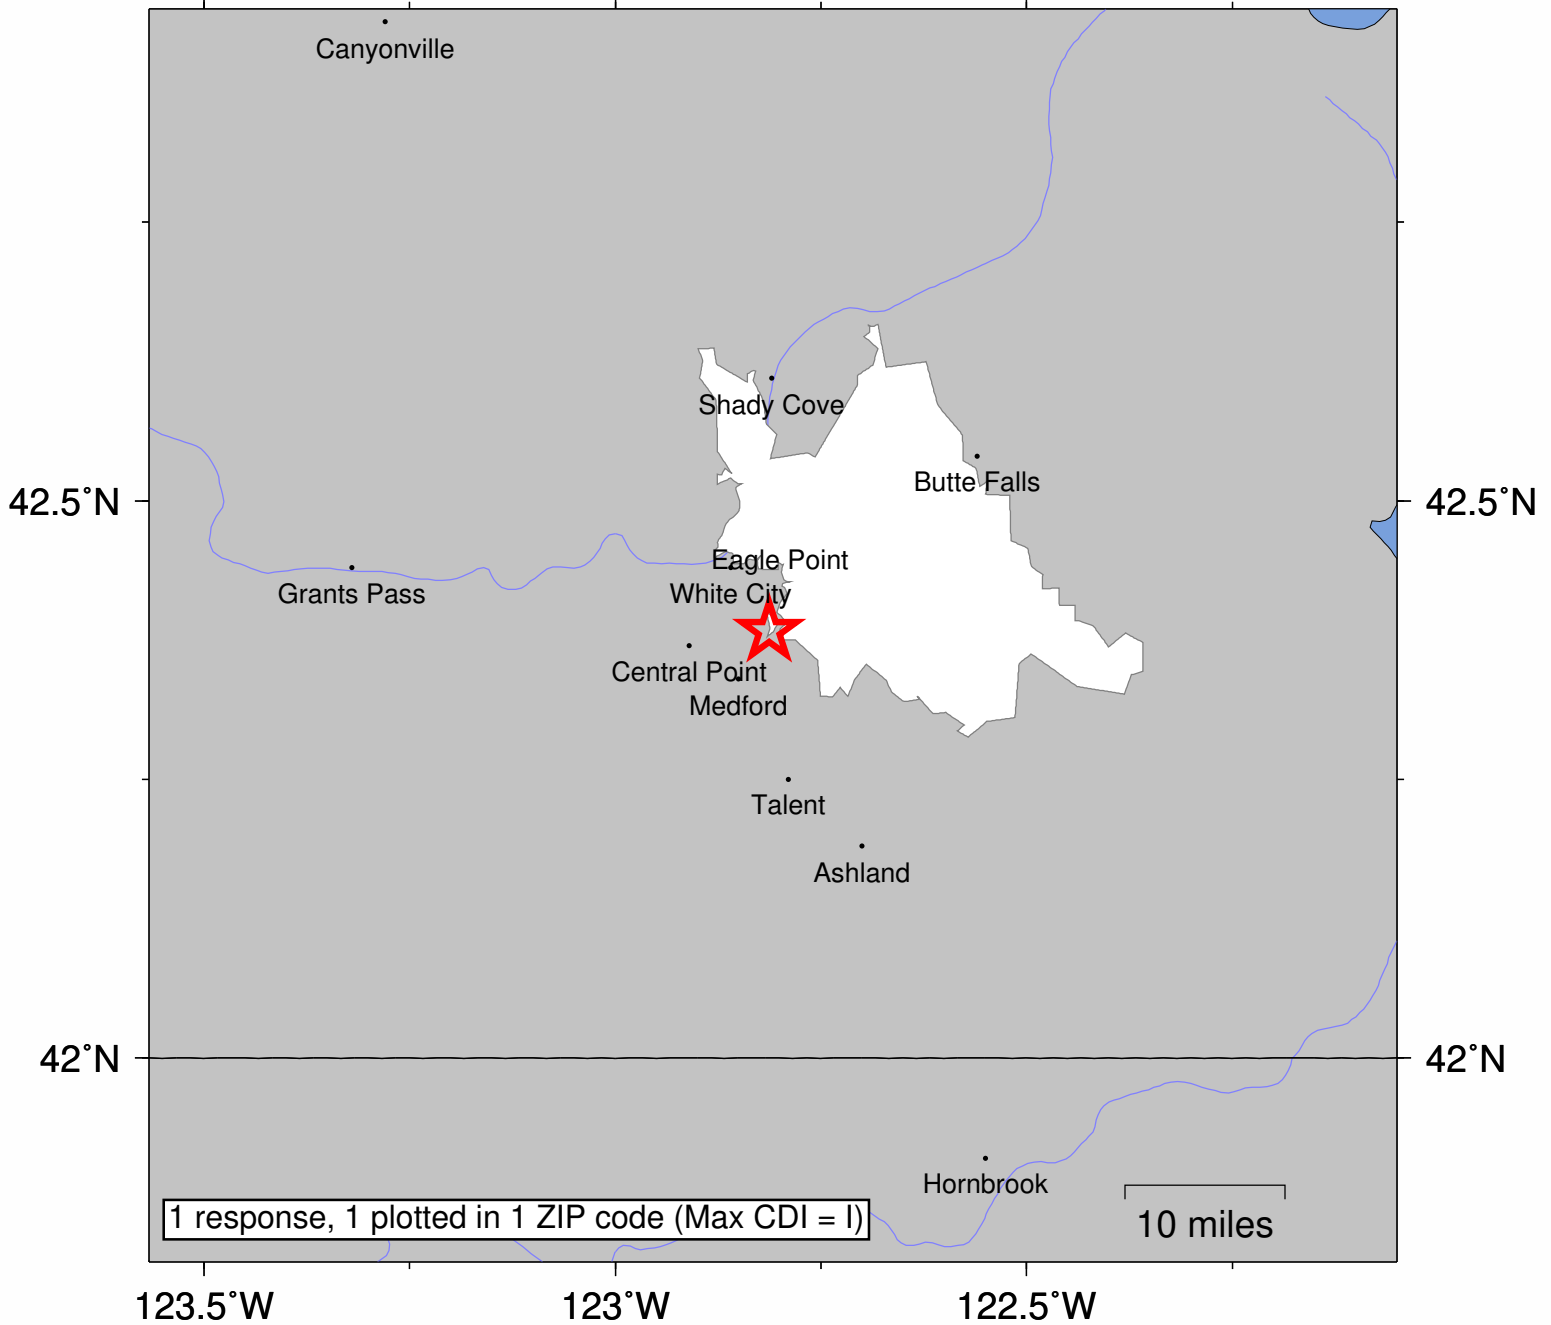 Canyonville
Shady Cove
Butte Falls
42.5˚N
42.5˚N
Eagle Point
Grants Pass
White City
Central Point
Medford
Talent
Ashland
42˚N
42˚N
Hornbrook
1 response, 1 plotted in 1 ZIP code (Max CDI = I)
10 miles
123.5˚W
123˚W
122.5˚W